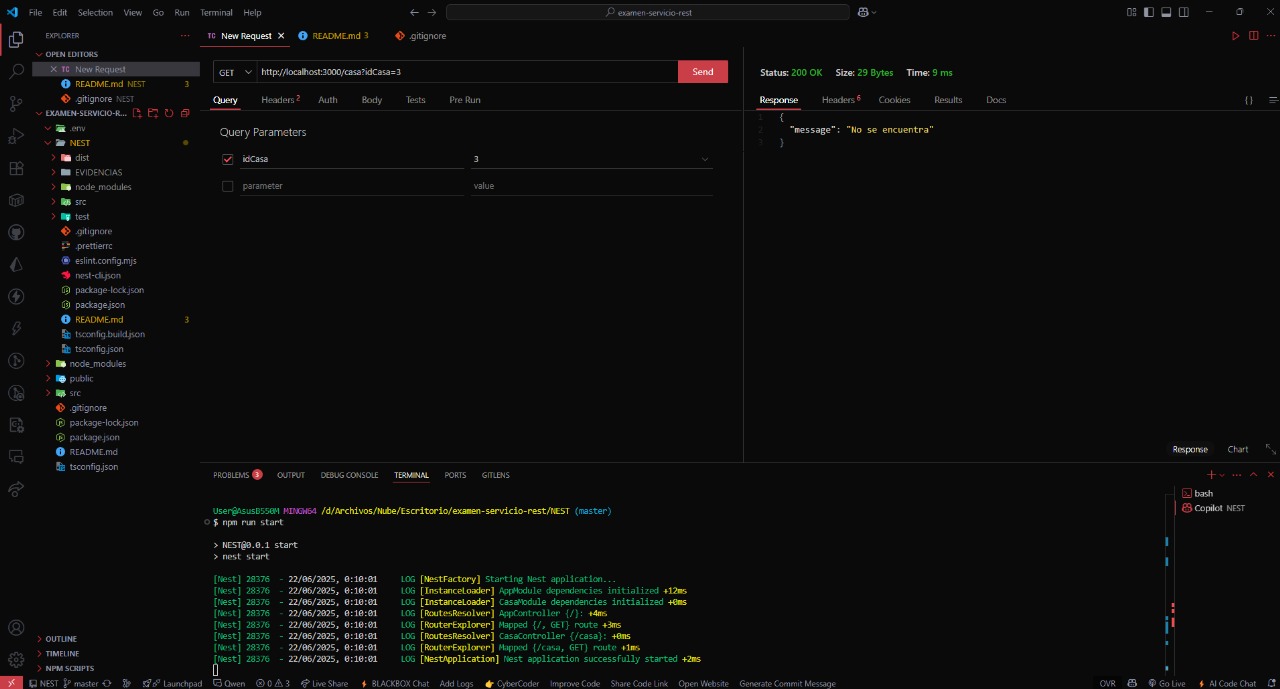 File Edit Selection View Go Run Terminal Help
examen-servicio-rest
EXPLORER
OPEN EDITORS
TC New Request
README.md NEST 3
.gitignore NEST
EXAMEN-SERVICIO-R...
.env
NEST
dist
EVIDENCIAS
node_modules
src
test
.gitignore
.prettierrc
eslint.config.mjs
nest-cli.json
package-lock.json
package.json
README.md 3
tsconfig.build.json
tsconfig.json
node_modules
public
src
.gitignore
package-lock.json
package.json
README.md
tsconfig.json
OUTLINE
TIMELINE
NPM SCRIPTS
TC New Request
README.md 3
.gitignore
GET http://localhost:3000/casa?idCasa=3 Send
Query Headers 2 Auth Body Tests Pre Run
Query Parameters
idCasa 3
parameter value
Status: 200 OK Size: 29 Bytes Time: 9 ms
Response Headers 6 Cookies Results Docs
{}
1 {
2 "message": "No se encuentra"
3 }
Response Chart
PROBLEMS 3 OUTPUT DEBUG CONSOLE TERMINAL PORTS GITLENS
User@AsusB550M MINGW64 /d/Archivos/Nube/Escritorio/examen-servicio-rest/NEST (master)
$ npm run start
> NEST@0.0.1 start
> nest start
[Nest] 28376 - 22/06/2025, 0:10:01 LOG [NestFactory] Starting Nest application...
[Nest] 28376 - 22/06/2025, 0:10:01 LOG [InstanceLoader] AppModule dependencies initialized +12ms
[Nest] 28376 - 22/06/2025, 0:10:01 LOG [InstanceLoader] CasaModule dependencies initialized +0ms
[Nest] 28376 - 22/06/2025, 0:10:01 LOG [RoutesResolver] AppController {/}: +4ms
[Nest] 28376 - 22/06/2025, 0:10:01 LOG [RouterExplorer] Mapped {/, GET} route +3ms
[Nest] 28376 - 22/06/2025, 0:10:01 LOG [RoutesResolver] CasaController {/casa}: +0ms
[Nest] 28376 - 22/06/2025, 0:10:01 LOG [RouterExplorer] Mapped {/casa, GET} route +1ms
[Nest] 28376 - 22/06/2025, 0:10:01 LOG [NestApplication] Nest application successfully started +2ms
bash
Copilot NEST
NEST master Launchpad Qwen 0 3 Live Share BLACKBOX Chat Add Logs CyberCoder Improve Code Share Code Link Open Website Generate Commit Message OVR Go Live AI Code Chat